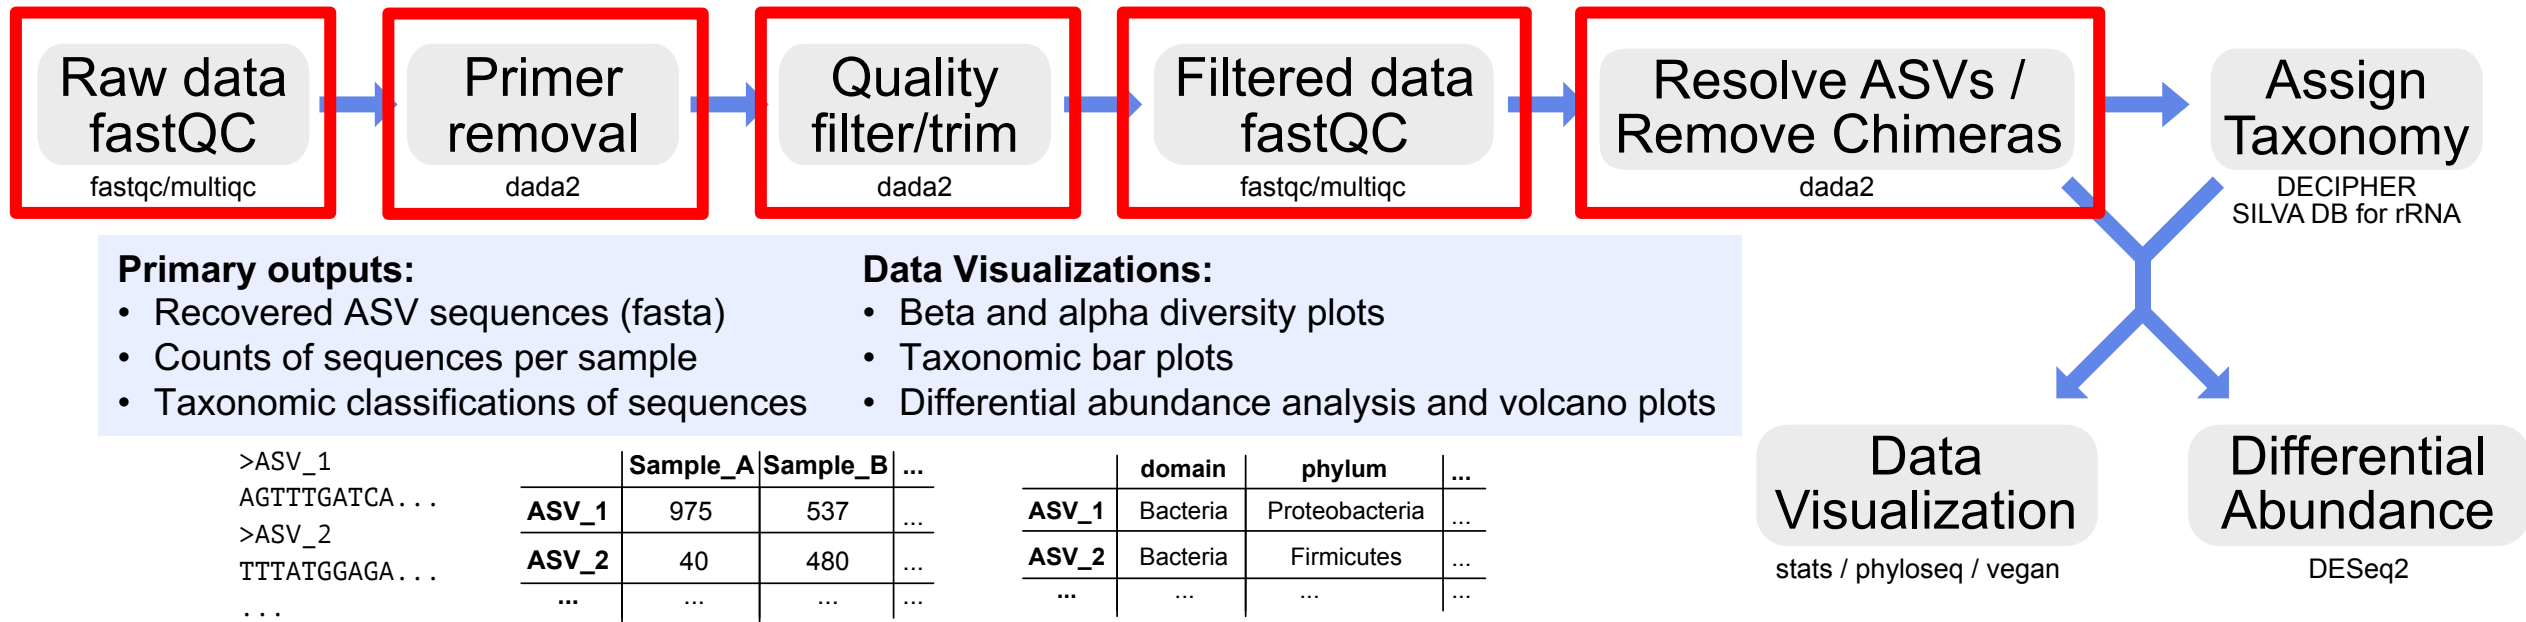 Raw data
fastQC
fastqc/multiqc
Primer
removal
dada2
Quality
filter/trim
dada2
Filtered data
fastQC
fastqc/multiqc
Resolve ASVs /
Remove Chimeras
dada2
Assign
Taxonomy
DECIPHER
SILVA DB for rRNA
Primary outputs:
• Recovered ASV sequences (fasta)
• Counts of sequences per sample
• Taxonomic classifications of sequences
Data Visualizations:
• Beta and alpha diversity plots
• Taxonomic bar plots
• Differential abundance analysis and volcano plots
>ASV_1
AGTTTGATCA...
>ASV_2
TTTATGGAGA...
...
Sample_A Sample_B ...
ASV_1 975 537 ...
ASV_2 40 480 ...
... ... ... ...
domain phylum ...
ASV_1 Bacteria Proteobacteria ...
ASV_2 Bacteria Firmicutes ...
... ... ... ...
Data
Visualization
stats / phyloseq / vegan
Differential
Abundance
DESeq2